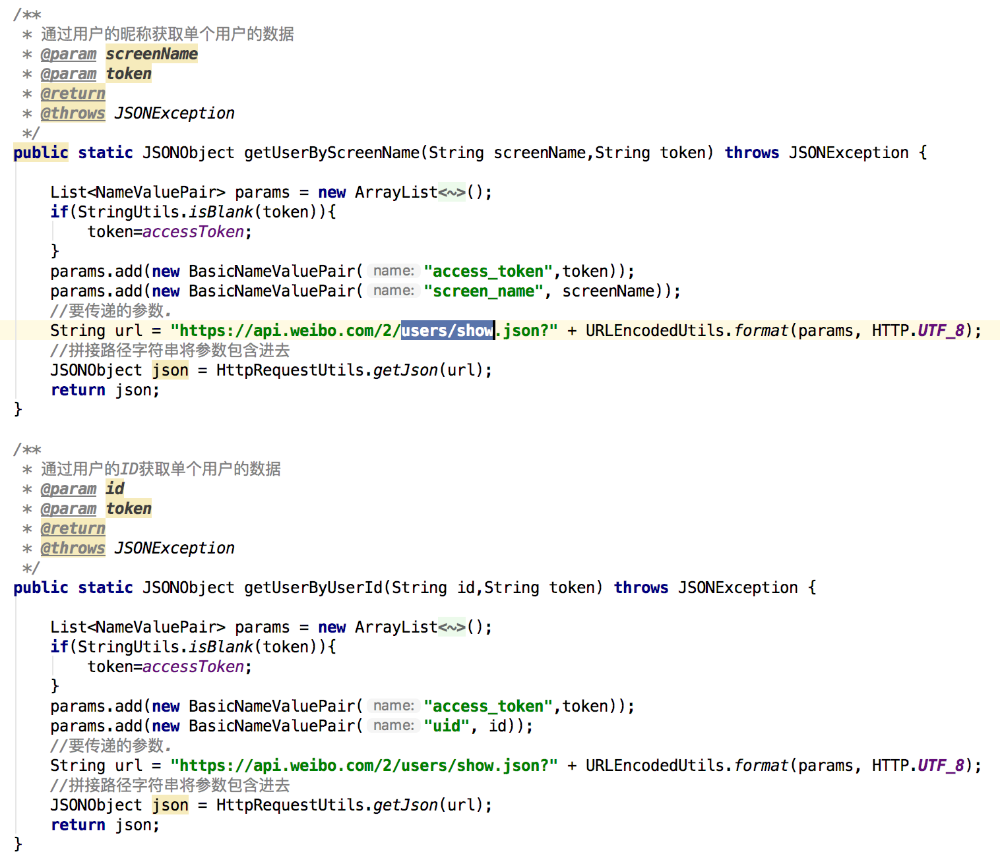 /**
 * 通过用户的昵称获取单个用户的数据
 * @param screenName
 * @param token
 * @return
 * @throws JSONException
 */
public static JSONObject getUserByScreenName(String screenName,String token) throws JSONException {
    List<NameValuePair> params = new ArrayList<~>();
    if(StringUtils.isBlank(token)){
        token=accessToken;
    }
    params.add(new BasicNameValuePair( name: "access_token",token));
    params.add(new BasicNameValuePair( name: "screen_name", screenName));
    //要传递的参数.
    String url = "https://api.weibo.com/2/users/show.json?" + URLEncodedUtils.format(params, HTTP.UTF_8);
    //拼接路径字符串将参数包含进去
    JSONObject json = HttpRequestUtils.getJson(url);
    return json;
}
/**
 * 通过用户的ID获取单个用户的数据
 * @param id
 * @param token
 * @return
 * @throws JSONException
 */
public static JSONObject getUserByUserId(String id,String token) throws JSONException {
    List<NameValuePair> params = new ArrayList<~>();
    if(StringUtils.isBlank(token)){
        token=accessToken;
    }
    params.add(new BasicNameValuePair( name: "access_token",token));
    params.add(new BasicNameValuePair( name: "uid", id));
    //要传递的参数.
    String url = "https://api.weibo.com/2/users/show.json?" + URLEncodedUtils.format(params, HTTP.UTF_8);
    //拼接路径字符串将参数包含进去
    JSONObject json = HttpRequestUtils.getJson(url);
    return json;
}